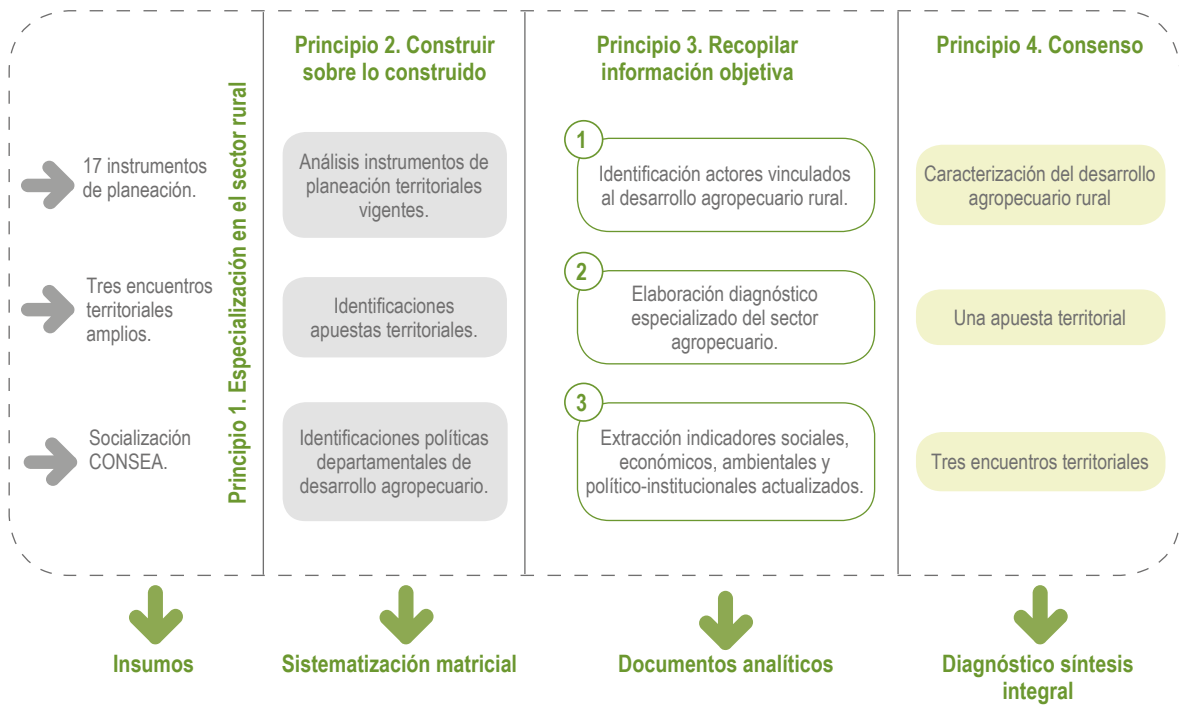 17 instrumentos
de planeación.
Tres encuentros
territoriales
amplios.
Socialización
CONSEA.
Principio 1. Especialización en el sector rural
Principio 2. Construir
sobre lo construido
Análisis instrumentos de
planeación territoriales
vigentes.
Identificaciones
apuestas territoriales.
Identificaciones políticas
departamentales de
desarrollo agropecuario.
Principio 3. Recopilar
información objetiva
1
Identificación actores vinculados
al desarrollo agropecuario rural.
2
Elaboración diagnóstico
especializado del sector
agropecuario.
3
Extracción indicadores sociales,
económicos, ambientales y
político-institucionales actualizados.
Principio 4. Consenso
Caracterización del desarrollo
agropecuario rural
Una apuesta territorial
Tres encuentros territoriales
Insumos
Sistematización matricial
Documentos analíticos
Diagnóstico síntesis
integral